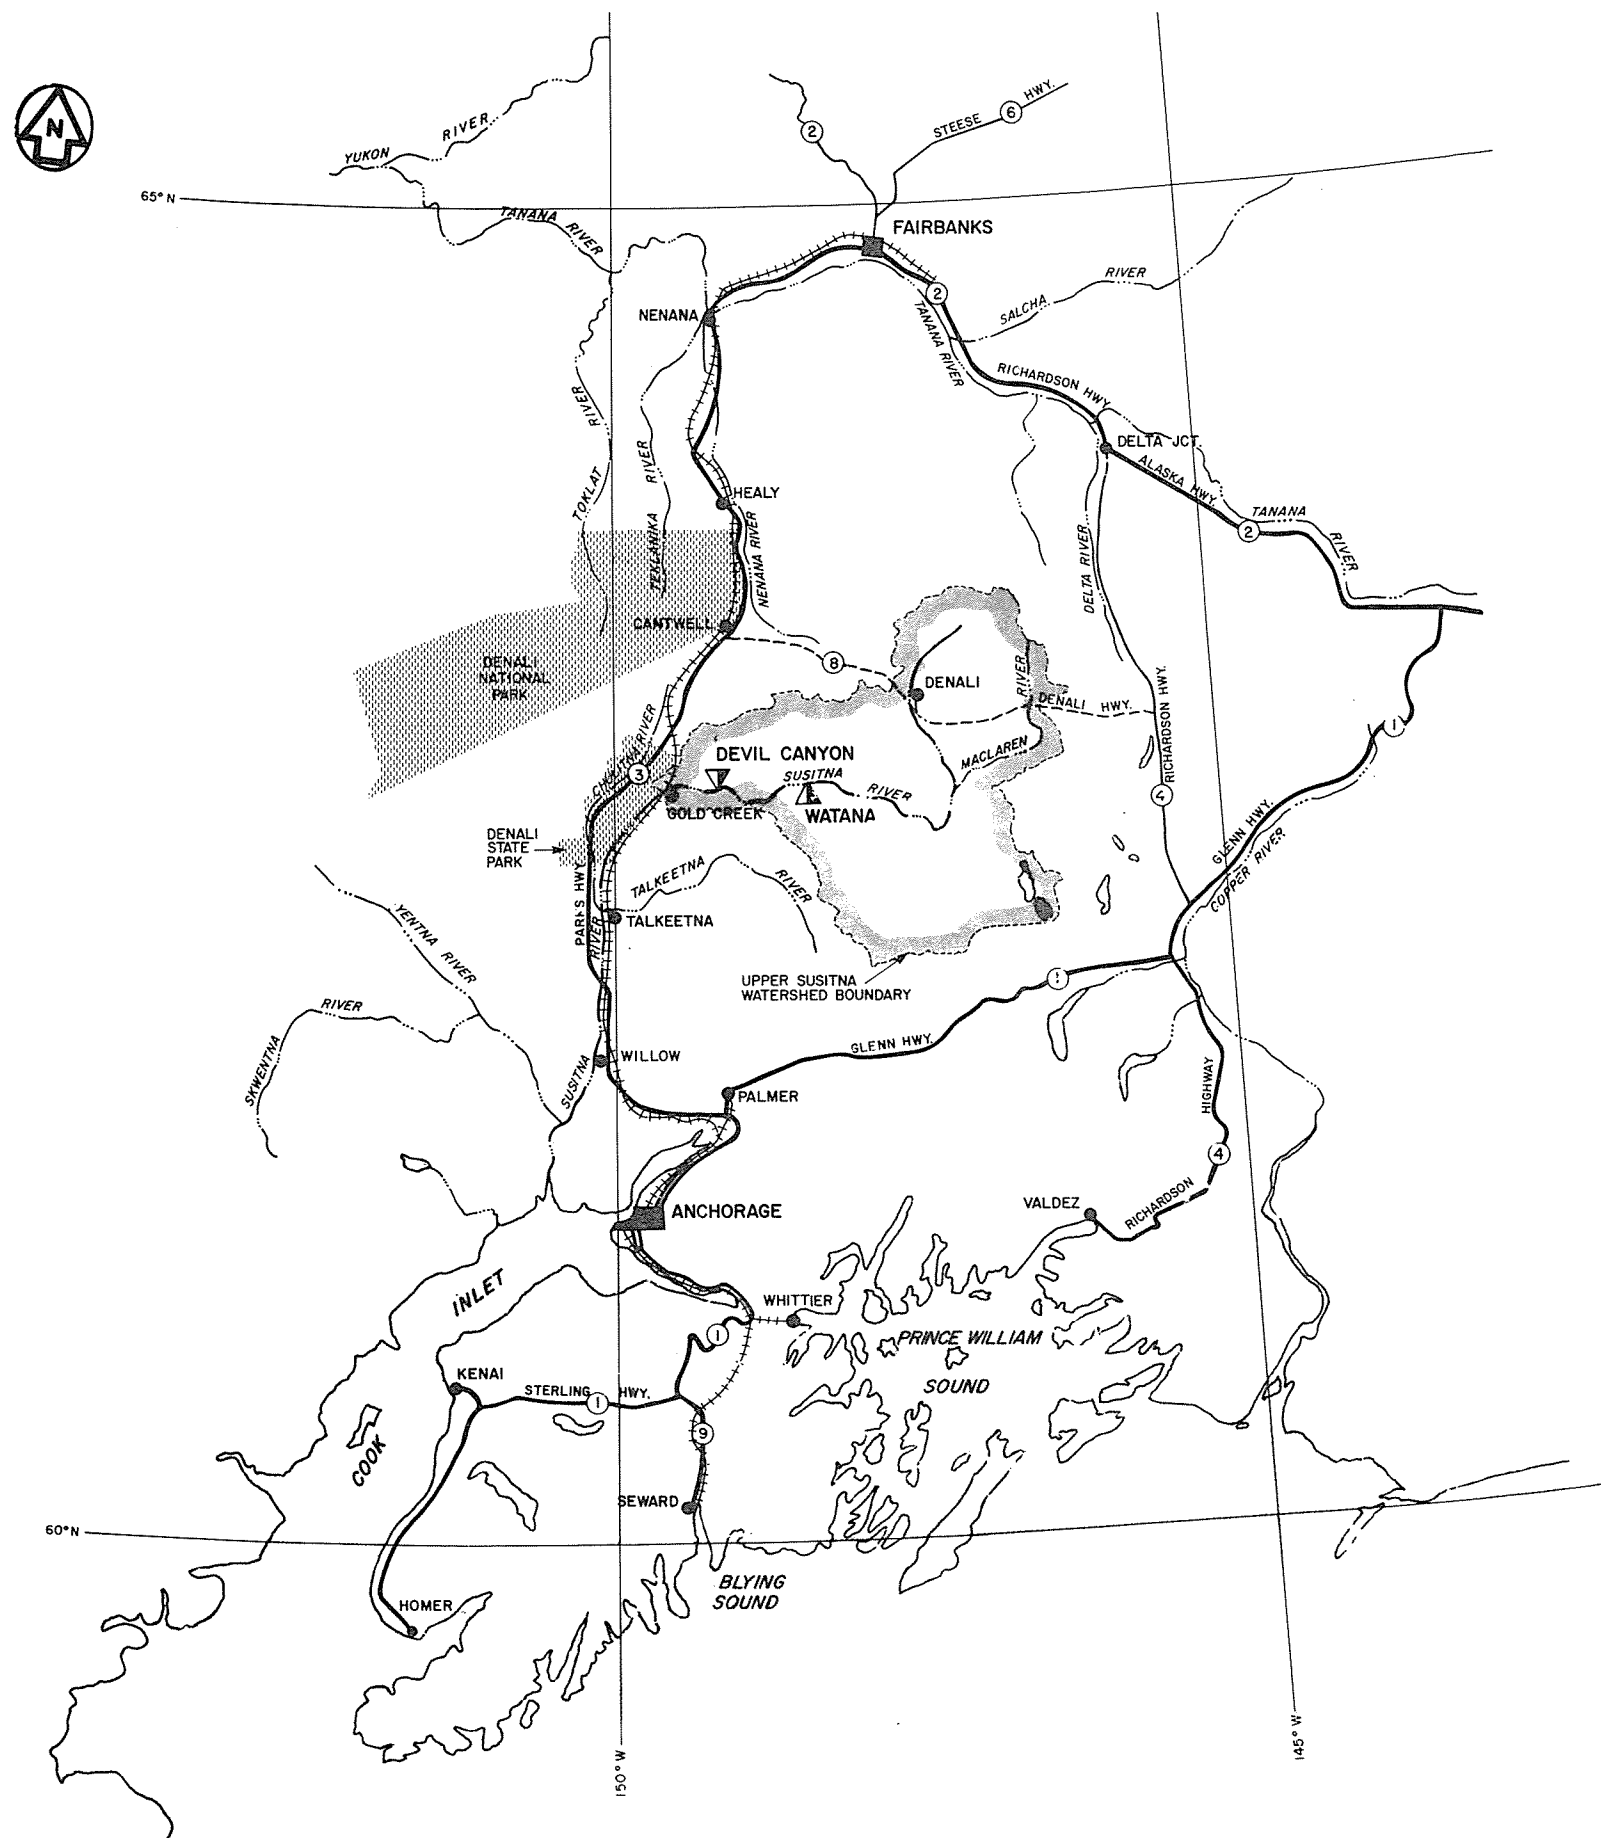 N
2
STEESE
6
HWY.
YUKON
RIVER
65° N
TANANA
RIVER
FAIRBANKS
2
SALCHA
RIVER
NENANA
TANANA RIVER
RICHARDSON HWY.
TOKLAT
RIVER
TEKLANIKA
RIVER
HEALY
DELTA JCT.
ALASKA HWY.
2
TANANA
RIVER
NENANA RIVER
DELTA RIVER
CANTWELL
DENALI
NATIONAL
PARK
8
DENALI
RIVER
MACLAREN
DENALI HWY.
RICHARDSON HWY.
4
1
CHULITNA RIVER
3
DEVIL CANYON
SUSITNA
RIVER
GOLD CREEK
WATANA
DENALI
STATE
PARK
GLENN HWY.
COPPER RIVER
TALKEETNA
RIVER
PARKS HWY.
RIVER
TALKEETNA
YENTNA RIVER
UPPER SUSITNA
WATERSHED BOUNDARY
1
SKWENTNA
RIVER
GLENN HWY.
SUSITNA
WILLOW
PALMER
HIGHWAY
4
RICHARDSON
VALDEZ
ANCHORAGE
INLET
WHITTIER
1
PRINCE WILLIAM
SOUND
KENAI
STERLING
1
HWY.
COOK
9
SEWARD
60° N
BLYING
SOUND
HOMER
150° W
145° W